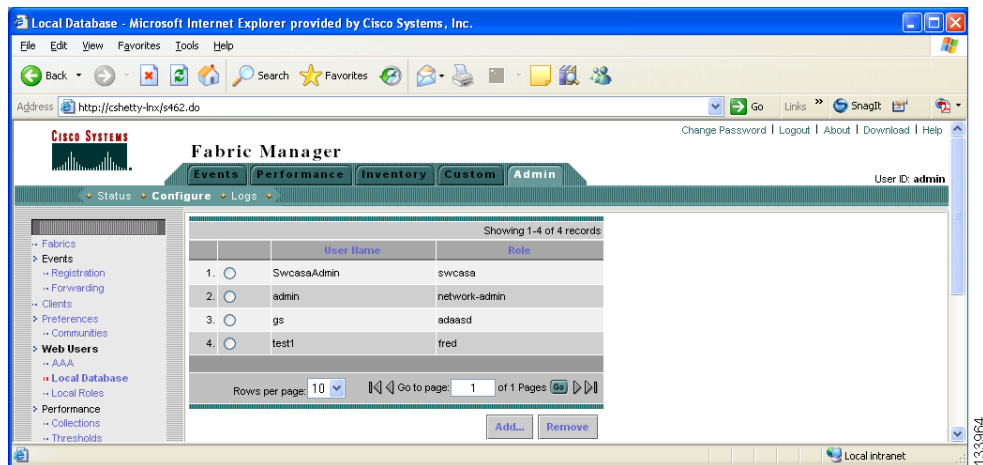 Local Database - Microsoft Internet Explorer provided by Cisco Systems, Inc.
File Edit View Favorites Tools Help
Back Search Favorites
Address http://cshetty-lnx/s462.do Go Links » SnagIt
CISCO SYSTEMS
Change Password | Logout | About | Download | Help
Fabric Manager
Events Performance Inventory Custom Admin
User ID: admin
Status Configure Logs
Fabrics
Events
Registration
Forwarding
Clients
Preferences
Communities
Web Users
AAA
Local Database
Local Roles
Performance
Collections
Thresholds
Showing 1-4 of 4 records
User Name Role
1. SwcasaAdmin swcasa
2. admin network-admin
3. gs adaasd
4. test1 fred
Rows per page: 10 Go to page: 1 of 1 Pages Go
Add... Remove
Local intranet
133964